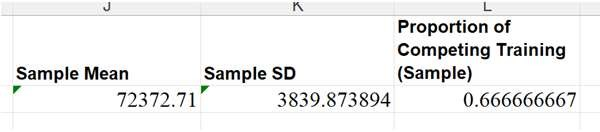 J K L
Proportion of
Competing Training
Sample Mean Sample SD (Sample)
72372.71 3839.873894 0.666666667